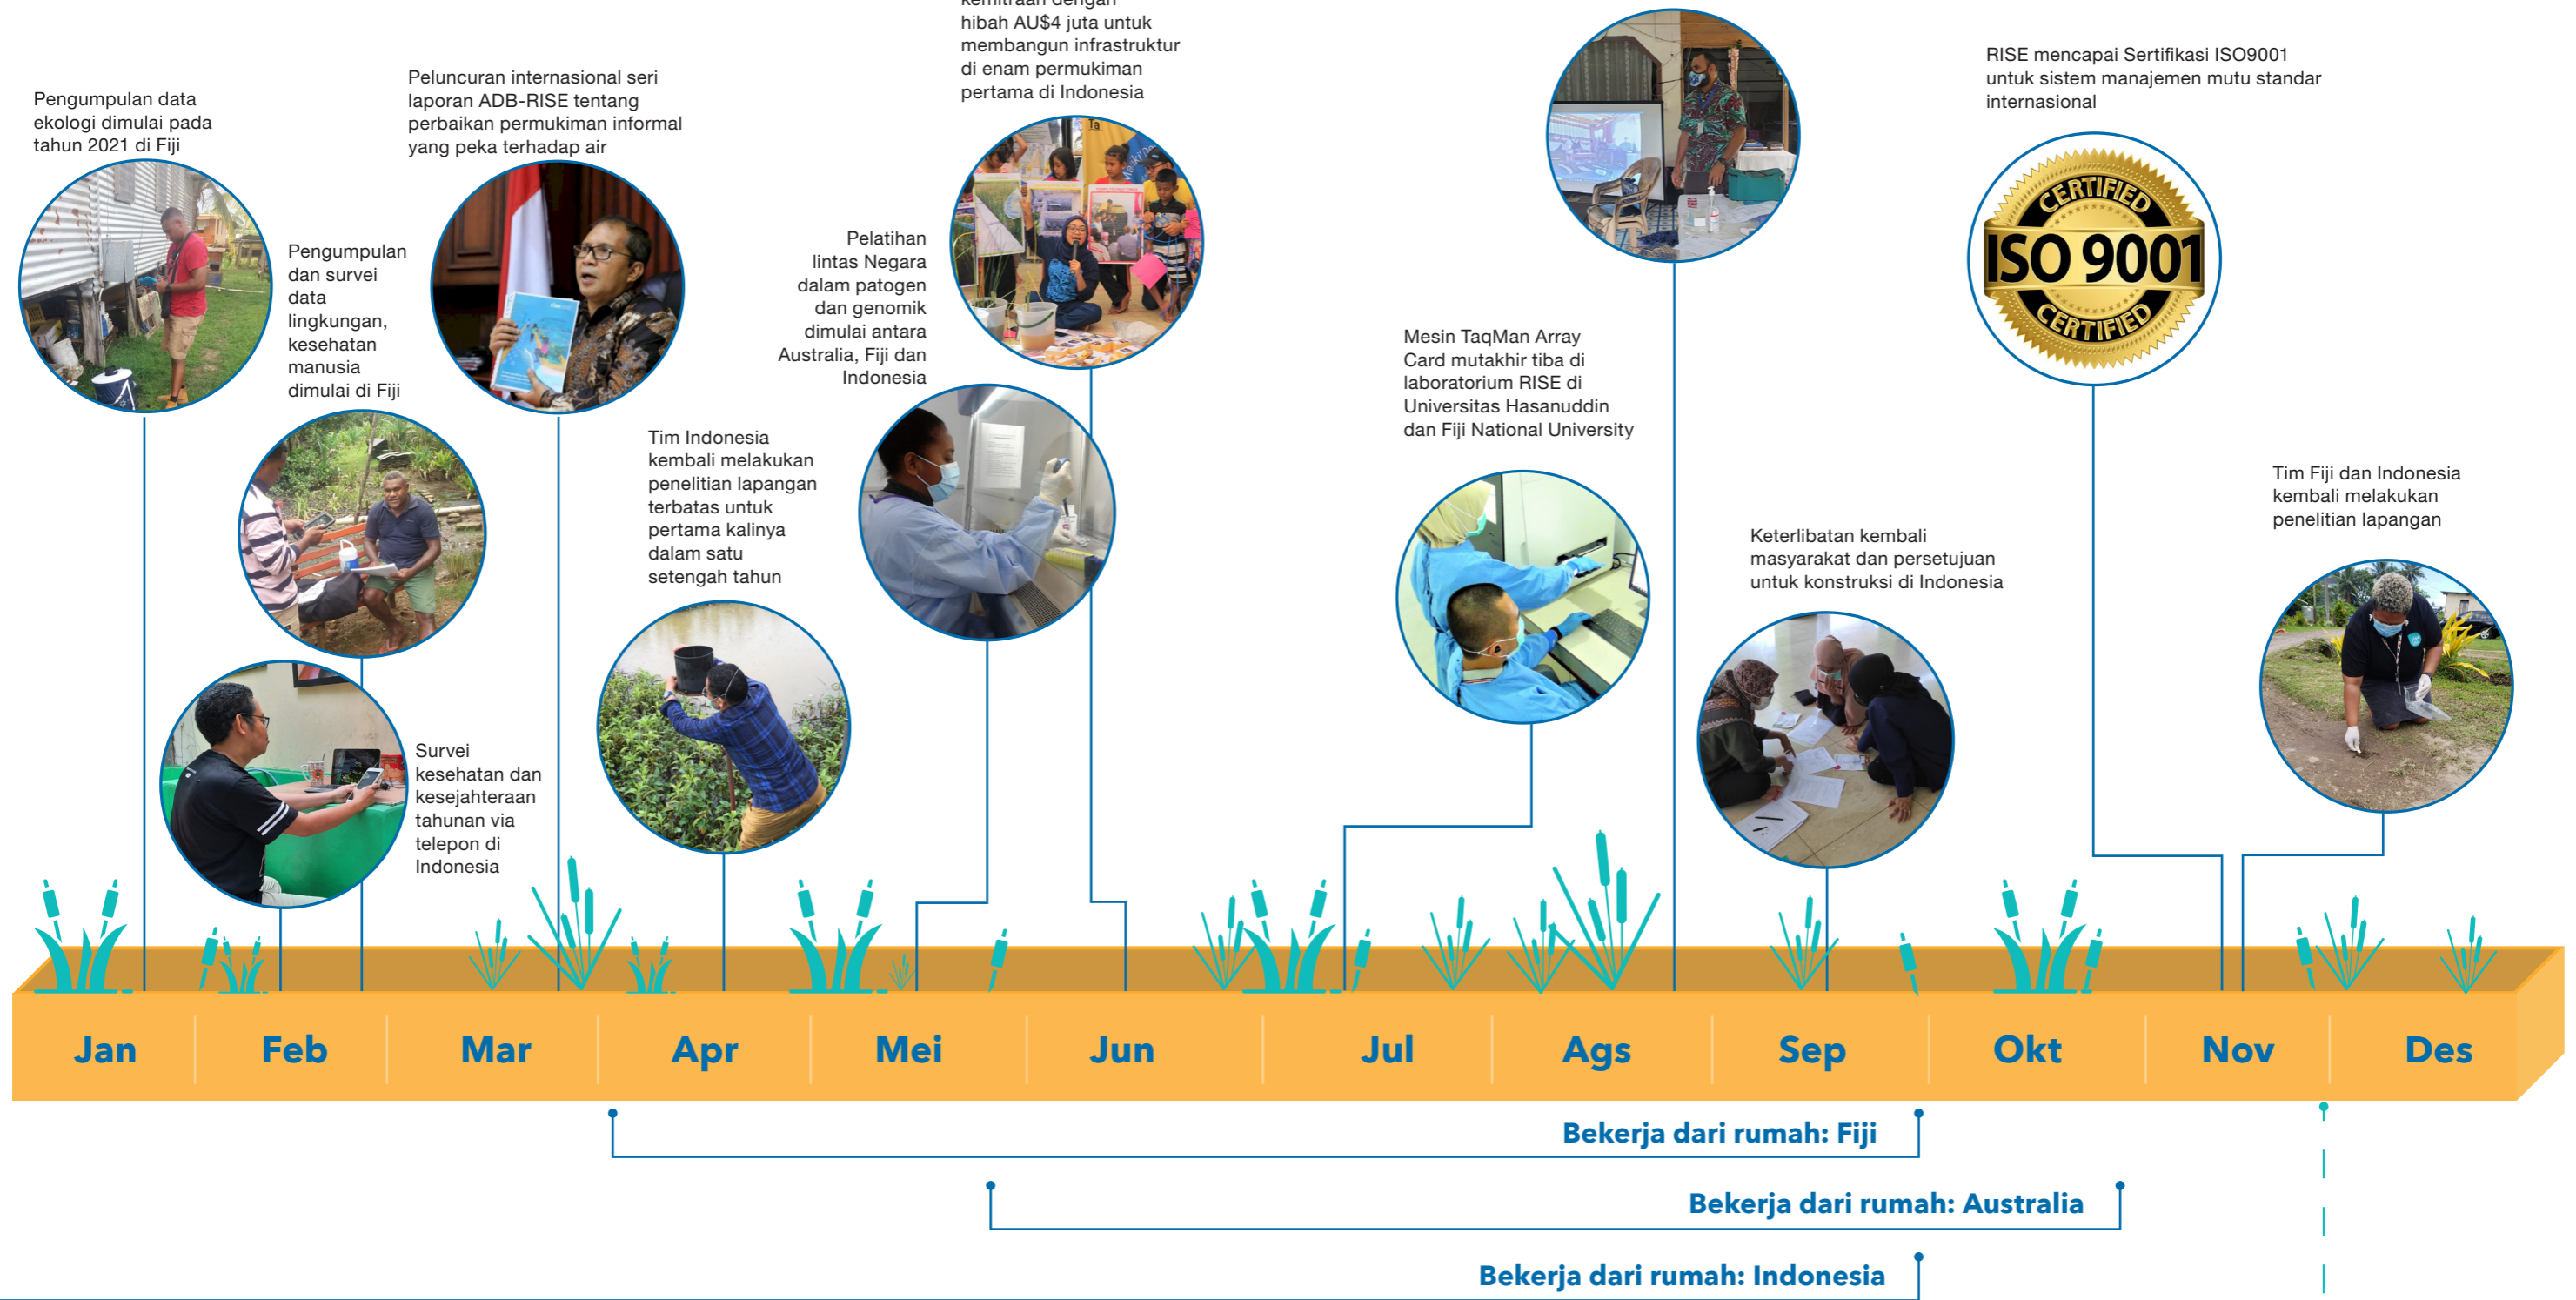 Pengumpulan data
ekologi dimulai pada
tahun 2021 di Fiji
Pengumpulan
dan survei
data
lingkungan,
kesehatan
manusia
dimulai di Fiji
Survei
kesehatan dan
kesejahteraan
tahunan via
telepon di
Indonesia
Peluncuran internasional seri
laporan ADB-RISE tentang
perbaikan permukiman informal
yang peka terhadap air
Tim Indonesia
kembali melakukan
penelitian lapangan
terbatas untuk
pertama kalinya
dalam satu
setengah tahun
Pelatihan
lintas Negara
dalam patogen
dan genomik
dimulai antara
Australia, Fiji dan
Indonesia
kemitraan dengan
hibah AU$4 juta untuk
membangun infrastruktur
di enam permukiman
pertama di Indonesia
Mesin TaqMan Array
Card mutakhir tiba di
laboratorium RISE di
Universitas Hasanuddin
dan Fiji National University
Keterlibatan kembali
masyarakat dan persetujuan
untuk konstruksi di Indonesia
RISE mencapai Sertifikasi ISO9001
untuk sistem manajemen mutu standar
internasional
CERTIFIED
ISO 9001
CERTIFIED
Tim Fiji dan Indonesia
kembali melakukan
penelitian lapangan
Jan Feb Mar Apr Mei Jun Jul Ags Sep Okt Nov Des
Bekerja dari rumah: Fiji
Bekerja dari rumah: Australia
Bekerja dari rumah: Indonesia